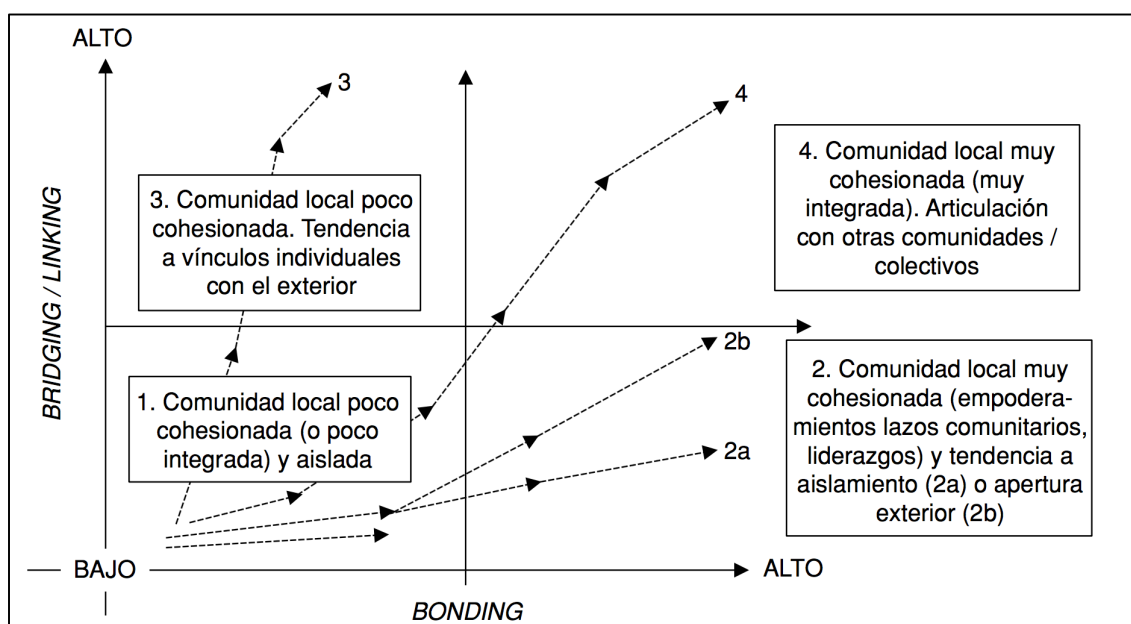 ALTO
3
4
3. Comunidad local poco
cohesionada. Tendencia
a vínculos individuales
con el exterior
4. Comunidad local muy
cohesionada (muy
integrada). Articulación
con otras comunidades /
colectivos
BRIDGING / LINKING
1. Comunidad local poco
cohesionada (o poco
integrada) y aislada
2b
2a
2. Comunidad local muy
cohesionada (empodera-
mientos lazos comunitarios,
liderazgos) y tendencia a
aislamiento (2a) o apertura
exterior (2b)
BAJO
ALTO
BONDING